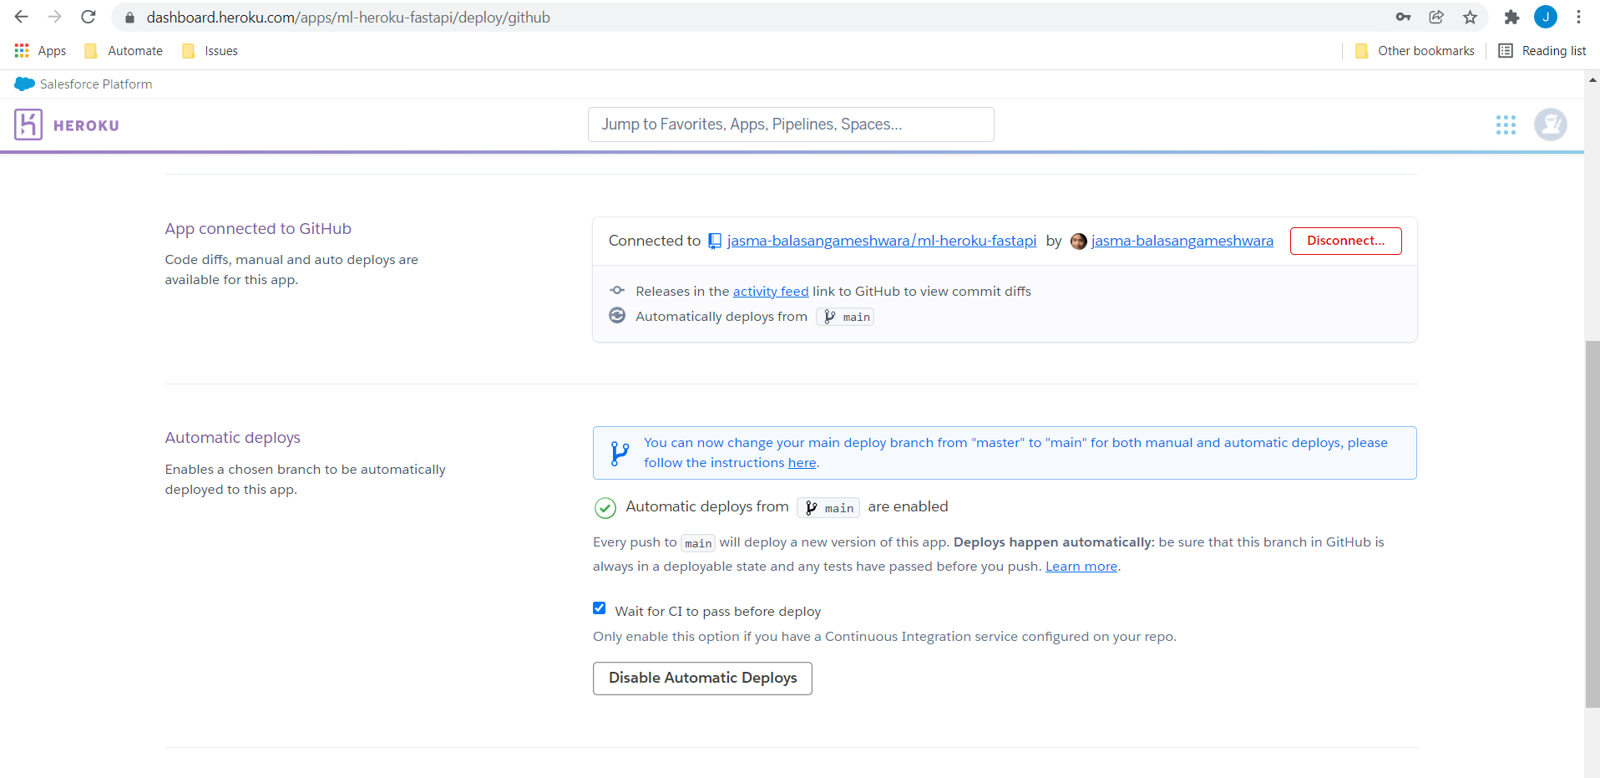 dashboard.heroku.com/apps/ml-heroku-fastapi/deploy/github
J
Apps Automate Issues Other bookmarks Reading list
Salesforce Platform
HEROKU
Jump to Favorites, Apps, Pipelines, Spaces...
App connected to GitHub
Code diffs, manual and auto deploys are
available for this app.
Connected to jasma-balasangameshwara/ml-heroku-fastapi by jasma-balasangameshwara Disconnect...
Releases in the activity feed link to GitHub to view commit diffs
Automatically deploys from main
Automatic deploys
Enables a chosen branch to be automatically
deployed to this app.
You can now change your main deploy branch from "master" to "main" for both manual and automatic deploys, please
follow the instructions here.
Automatic deploys from main are enabled
Every push to main will deploy a new version of this app. Deploys happen automatically: be sure that this branch in GitHub is
always in a deployable state and any tests have passed before you push. Learn more.
Wait for CI to pass before deploy
Only enable this option if you have a Continuous Integration service configured on your repo.
Disable Automatic Deploys